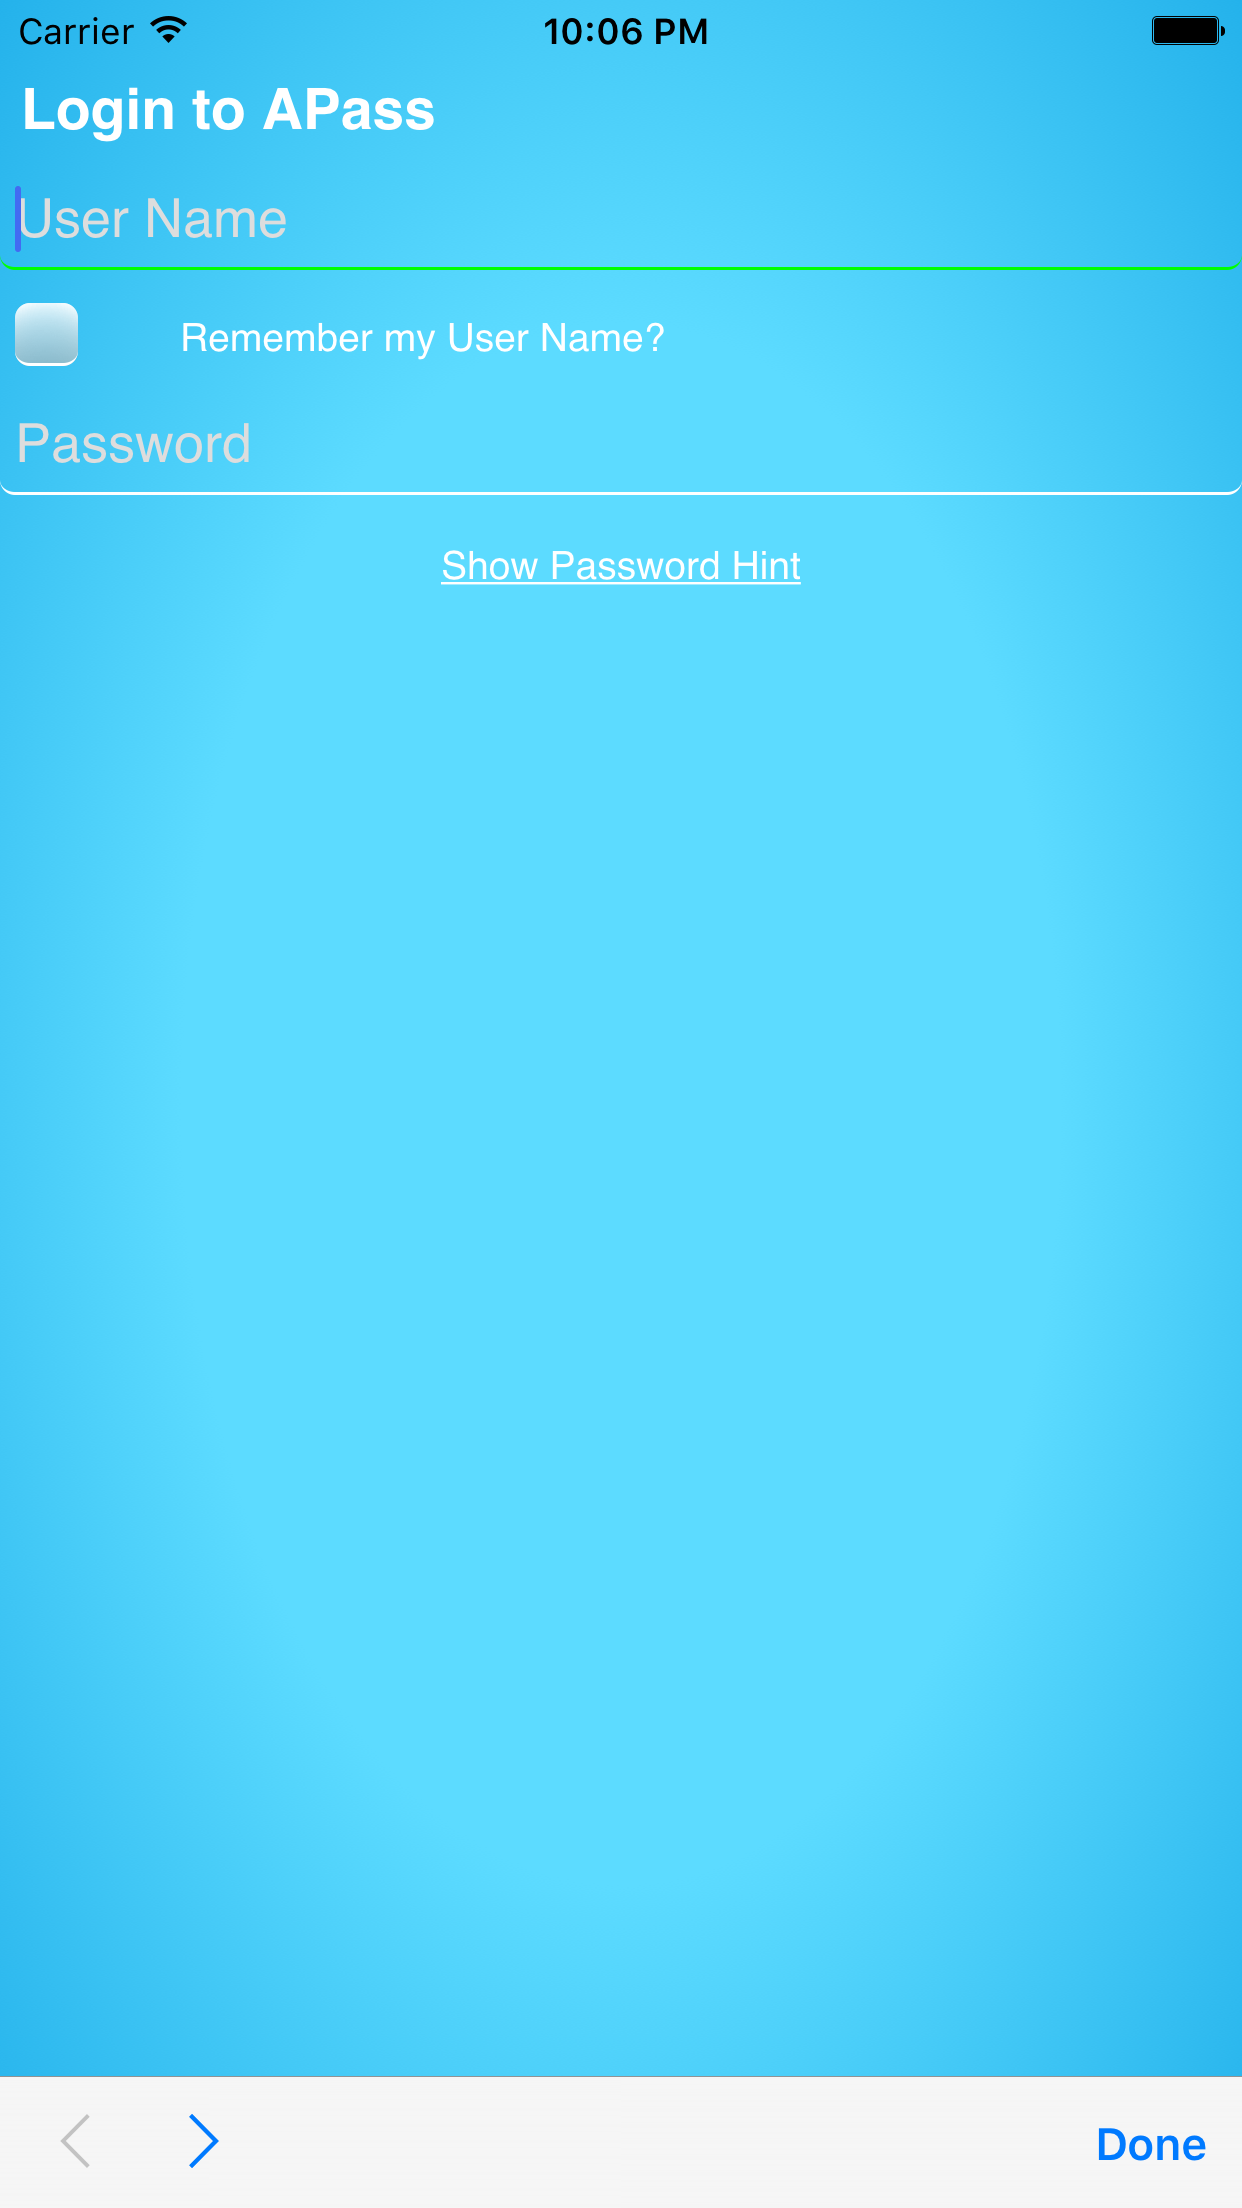 Carrier 10:06 PM
Login to APass
User Name
Remember my User Name?
Password
Show Password Hint
Done